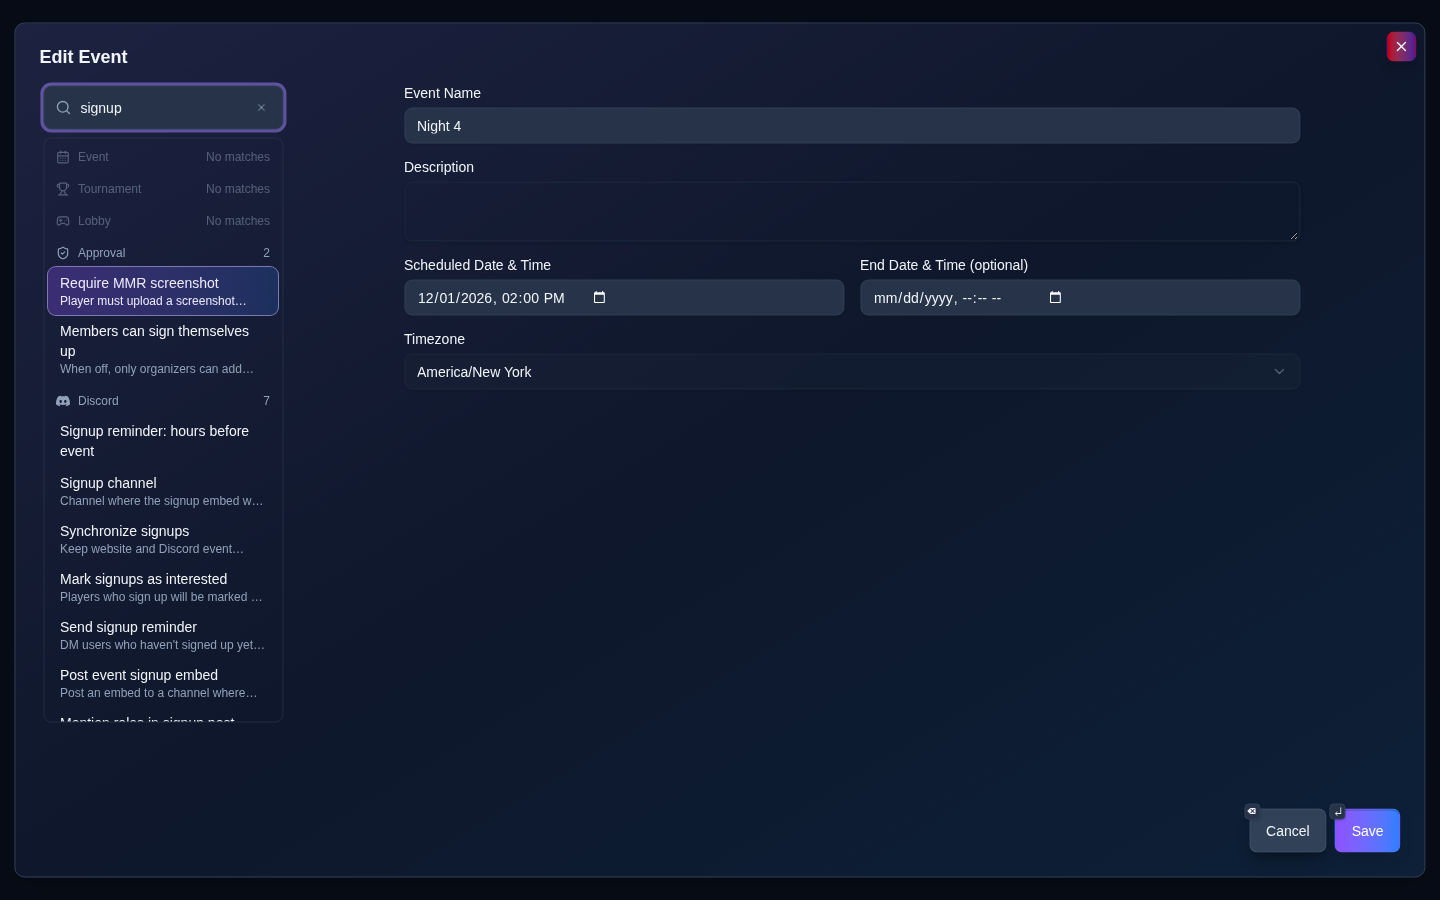 Edit Event
signup
Event No matches
Tournament No matches
Lobby No matches
Approval 2
Require MMR screenshot
Player must upload a screenshot…
Members can sign themselves
up
When off, only organizers can add…
Discord 7
Signup reminder: hours before
event
Signup channel
Channel where the signup embed w…
Synchronize signups
Keep website and Discord event…
Mark signups as interested
Players who sign up will be marked …
Send signup reminder
DM users who haven't signed up yet…
Post event signup embed
Post an embed to a channel where…
Mention roles in signup post
Event Name
Night 4
Description
Scheduled Date & Time
12/01/2026, 02:00 PM
End Date & Time (optional)
mm/dd/yyyy, --:-- --
Timezone
America/New York
Cancel
Save